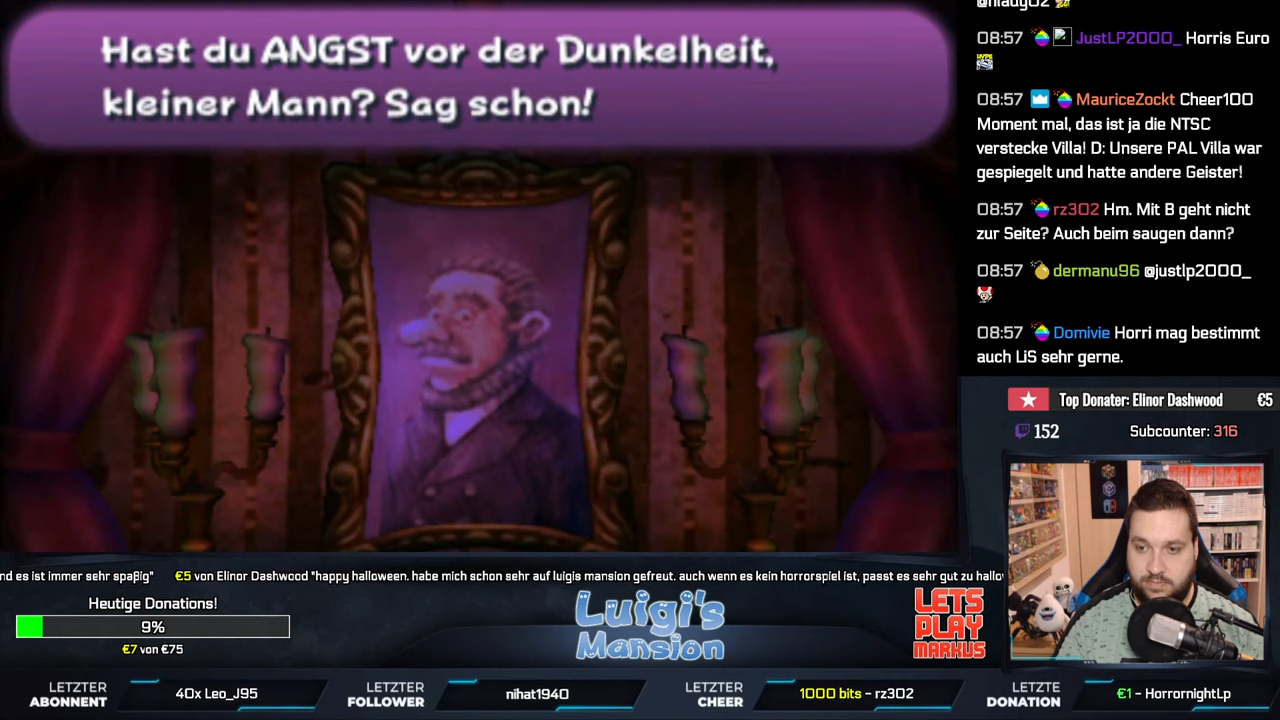 Hast du ANGST vor der Dunkelheit,
kleiner Mann? Sag schon!
08:57 JustLP2000_ Horris Euro
08:57 MauriceZockt Cheer100
Moment mal, das ist ja die NTSC
verstecke Villa! D: Unsere PAL Villa war
gespiegelt und hatte andere Geister!
08:57 rz302 Hm. Mit B geht nicht
zur Seite? Auch beim saugen dann?
08:57 dermanu96 @justlp2000_
08:57 Domivie Horri mag bestimmt
auch LiS sehr gerne.
Top Donater: Elinor Dashwood €5
152 Subcounter: 316
nd es ist immer sehr spaßig" €5 von Elinor Dashwood "happy halloween. habe mich schon sehr auf luigis mansion gefreut. auch wenn es kein horrorspiel ist, passt es sehr gut zu hallo
Heutige Donations!
9%
€7 von €75
Luigi's
Mansion
LETS
PLAY
MARKUS
LETZTER
ABONNENT
40x Leo_J95
LETZTER
FOLLOWER
nihat1940
LETZTER
CHEER
1000 bits - rz302
LETZTE
DONATION
€1 - HorrornightLp